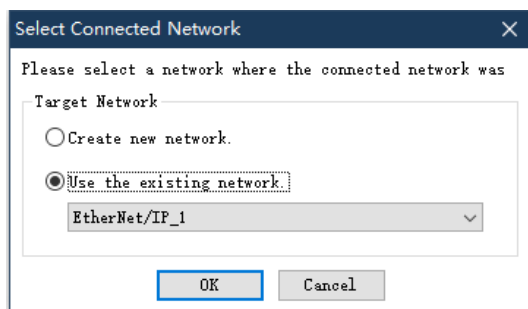 Select Connected Network
Please select a network where the connected network was
Target Network
Create new network.
Use the existing network.
EtherNet/IP_1
OK
Cancel